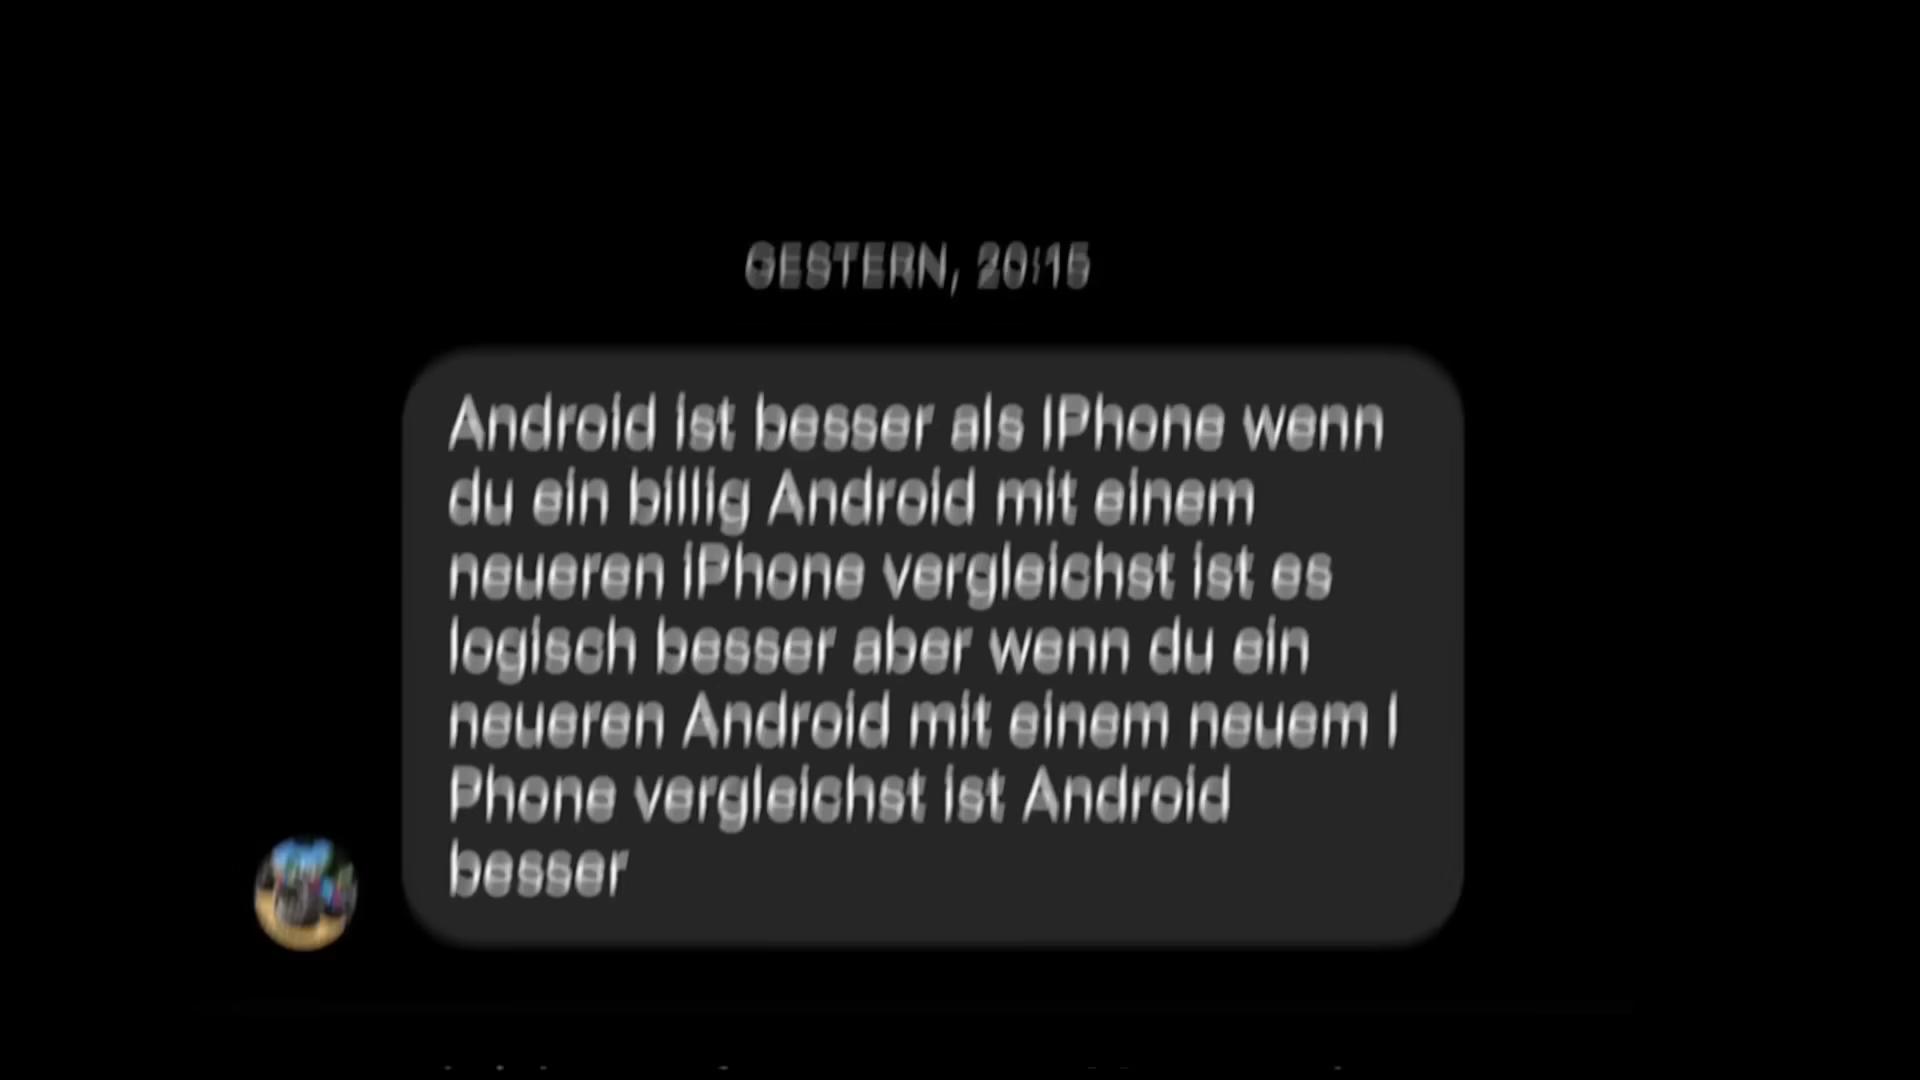 GESTERN, 20:15
Android ist besser als IPhone wenn
du ein billig Android mit einem
neueren iPhone vergleichst ist es
logisch besser aber wenn du ein
neueren Android mit einem neuem I
Phone vergleichst ist Android
besser